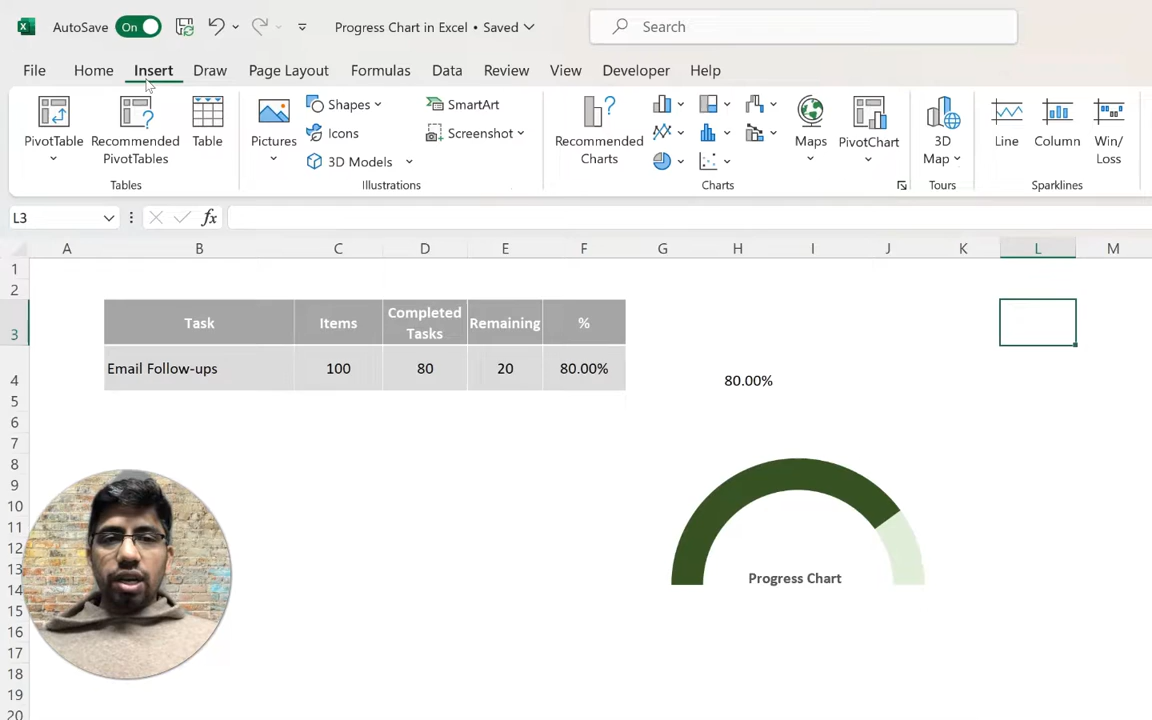 AutoSave On Progress Chart in Excel • Saved Search
File Home Insert Draw Page Layout Formulas Data Review View Developer Help
PivotTable
Recommended
PivotTables
Table
Tables
Pictures
Shapes
Icons
3D Models
SmartArt
Screenshot
Illustrations
Recommended
Charts
Maps
PivotChart
Charts
3D
Map
Tours
Line
Column
Win/
Loss
Sparklines
L3 fx
A B C D E F G H I J K L M
1
2
3
4
5
6
7
8
9
10
11
12
13
14
15
16
17
18
19
20
Task Items Completed Tasks Remaining %
Email Follow-ups 100 80 20 80.00%
80.00%
Progress Chart